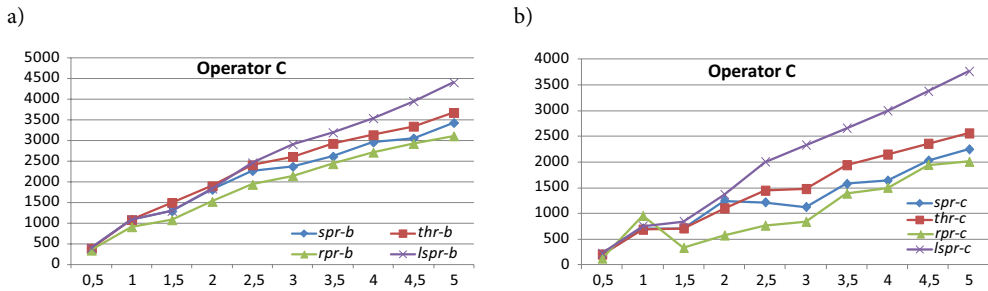 a)
b)
Operator C
5000
4500
4000
3500
3000
2500
2000
1500
1000
500
0
0,5 1 1,5 2 2,5 3 3,5 4 4,5 5
spr-b thr-b
rpr-b lspr-b
Operator C
4000
3500
3000
2500
2000
1500
1000
500
0
0,5 1 1,5 2 2,5 3 3,5 4 4,5 5
spr-c
thr-c
rpr-c
lspr-c